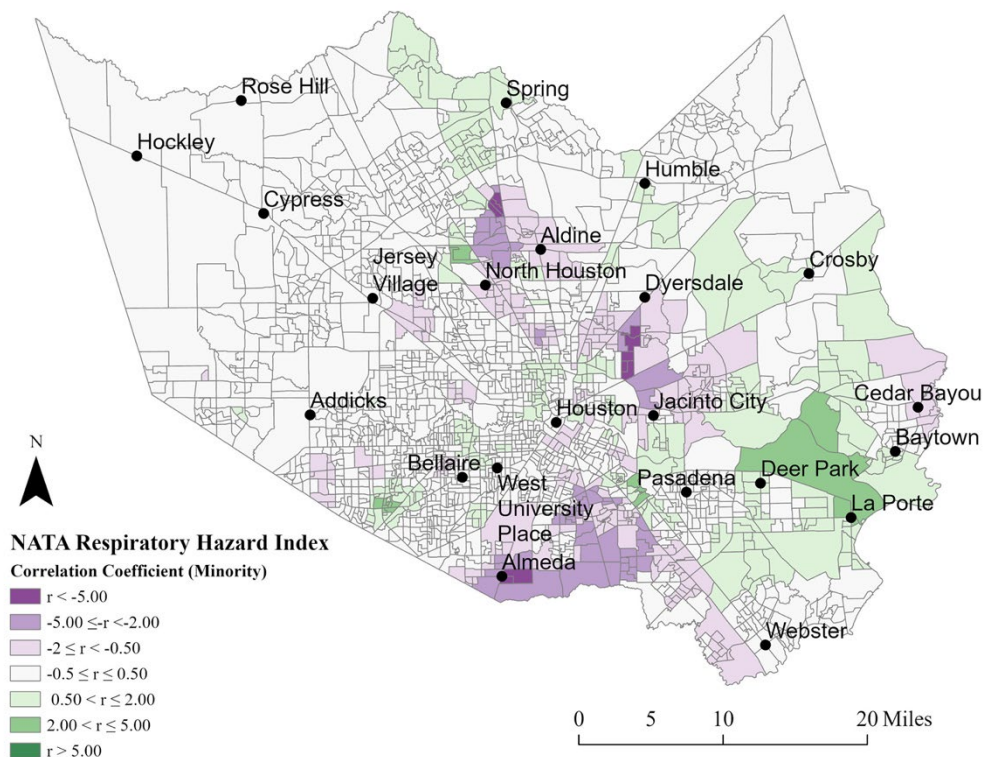 Rose Hill
Spring
Hockley
Humble
Cypress
Aldine
Jersey
Village
North Houston
Crosby
Dyersdale
Addicks
Houston
Jacinto City
Cedar Bayou
Baytown
Bellaire
West
University
Place
Pasadena
Deer Park
La Porte
Almeda
Webster
N
NATA Respiratory Hazard Index
Correlation Coefficient (Minority)
r < -5.00
-5.00 ≤-r <-2.00
-2 ≤ r < -0.50
-0.5 ≤ r ≤ 0.50
0.50 < r ≤ 2.00
2.00 < r ≤ 5.00
r > 5.00
0 5 10 20 Miles